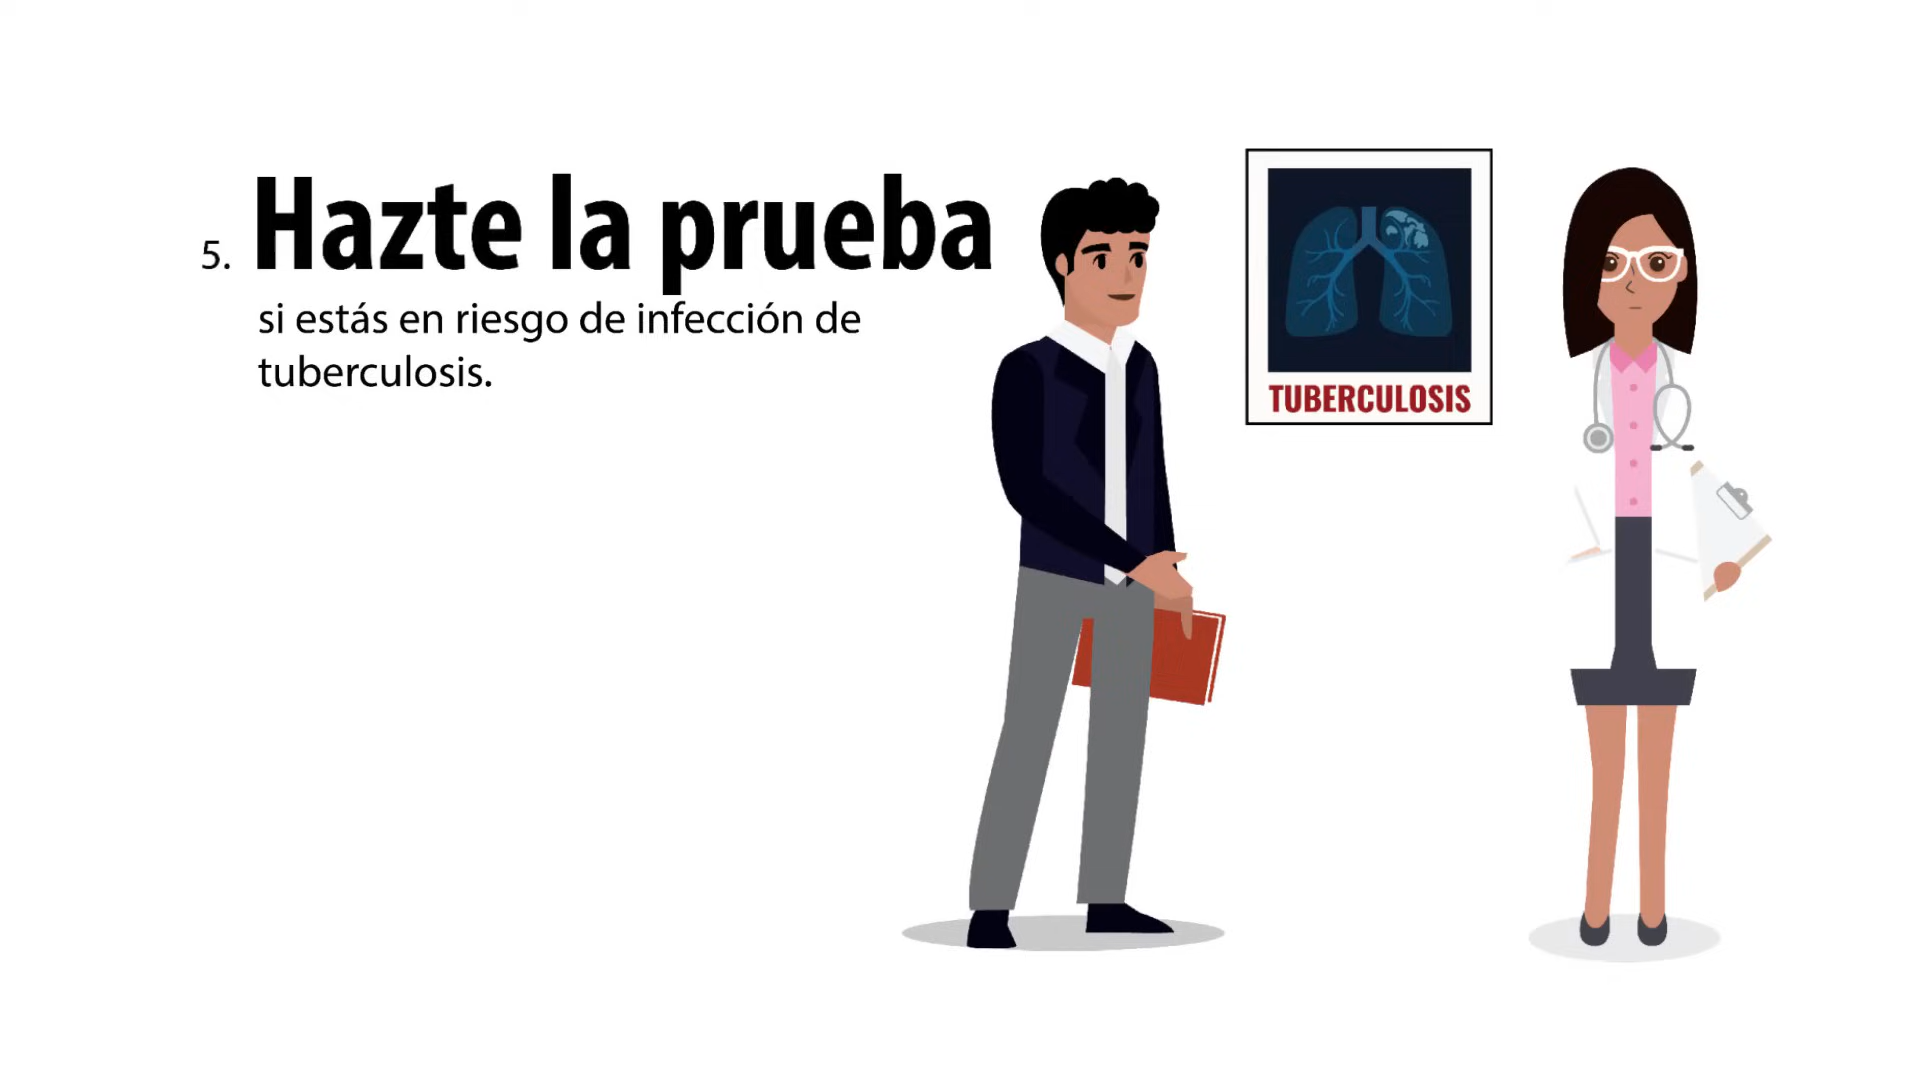 5. Hazte la prueba
si estás en riesgo de infección de
tuberculosis.
TUBERCULOSIS